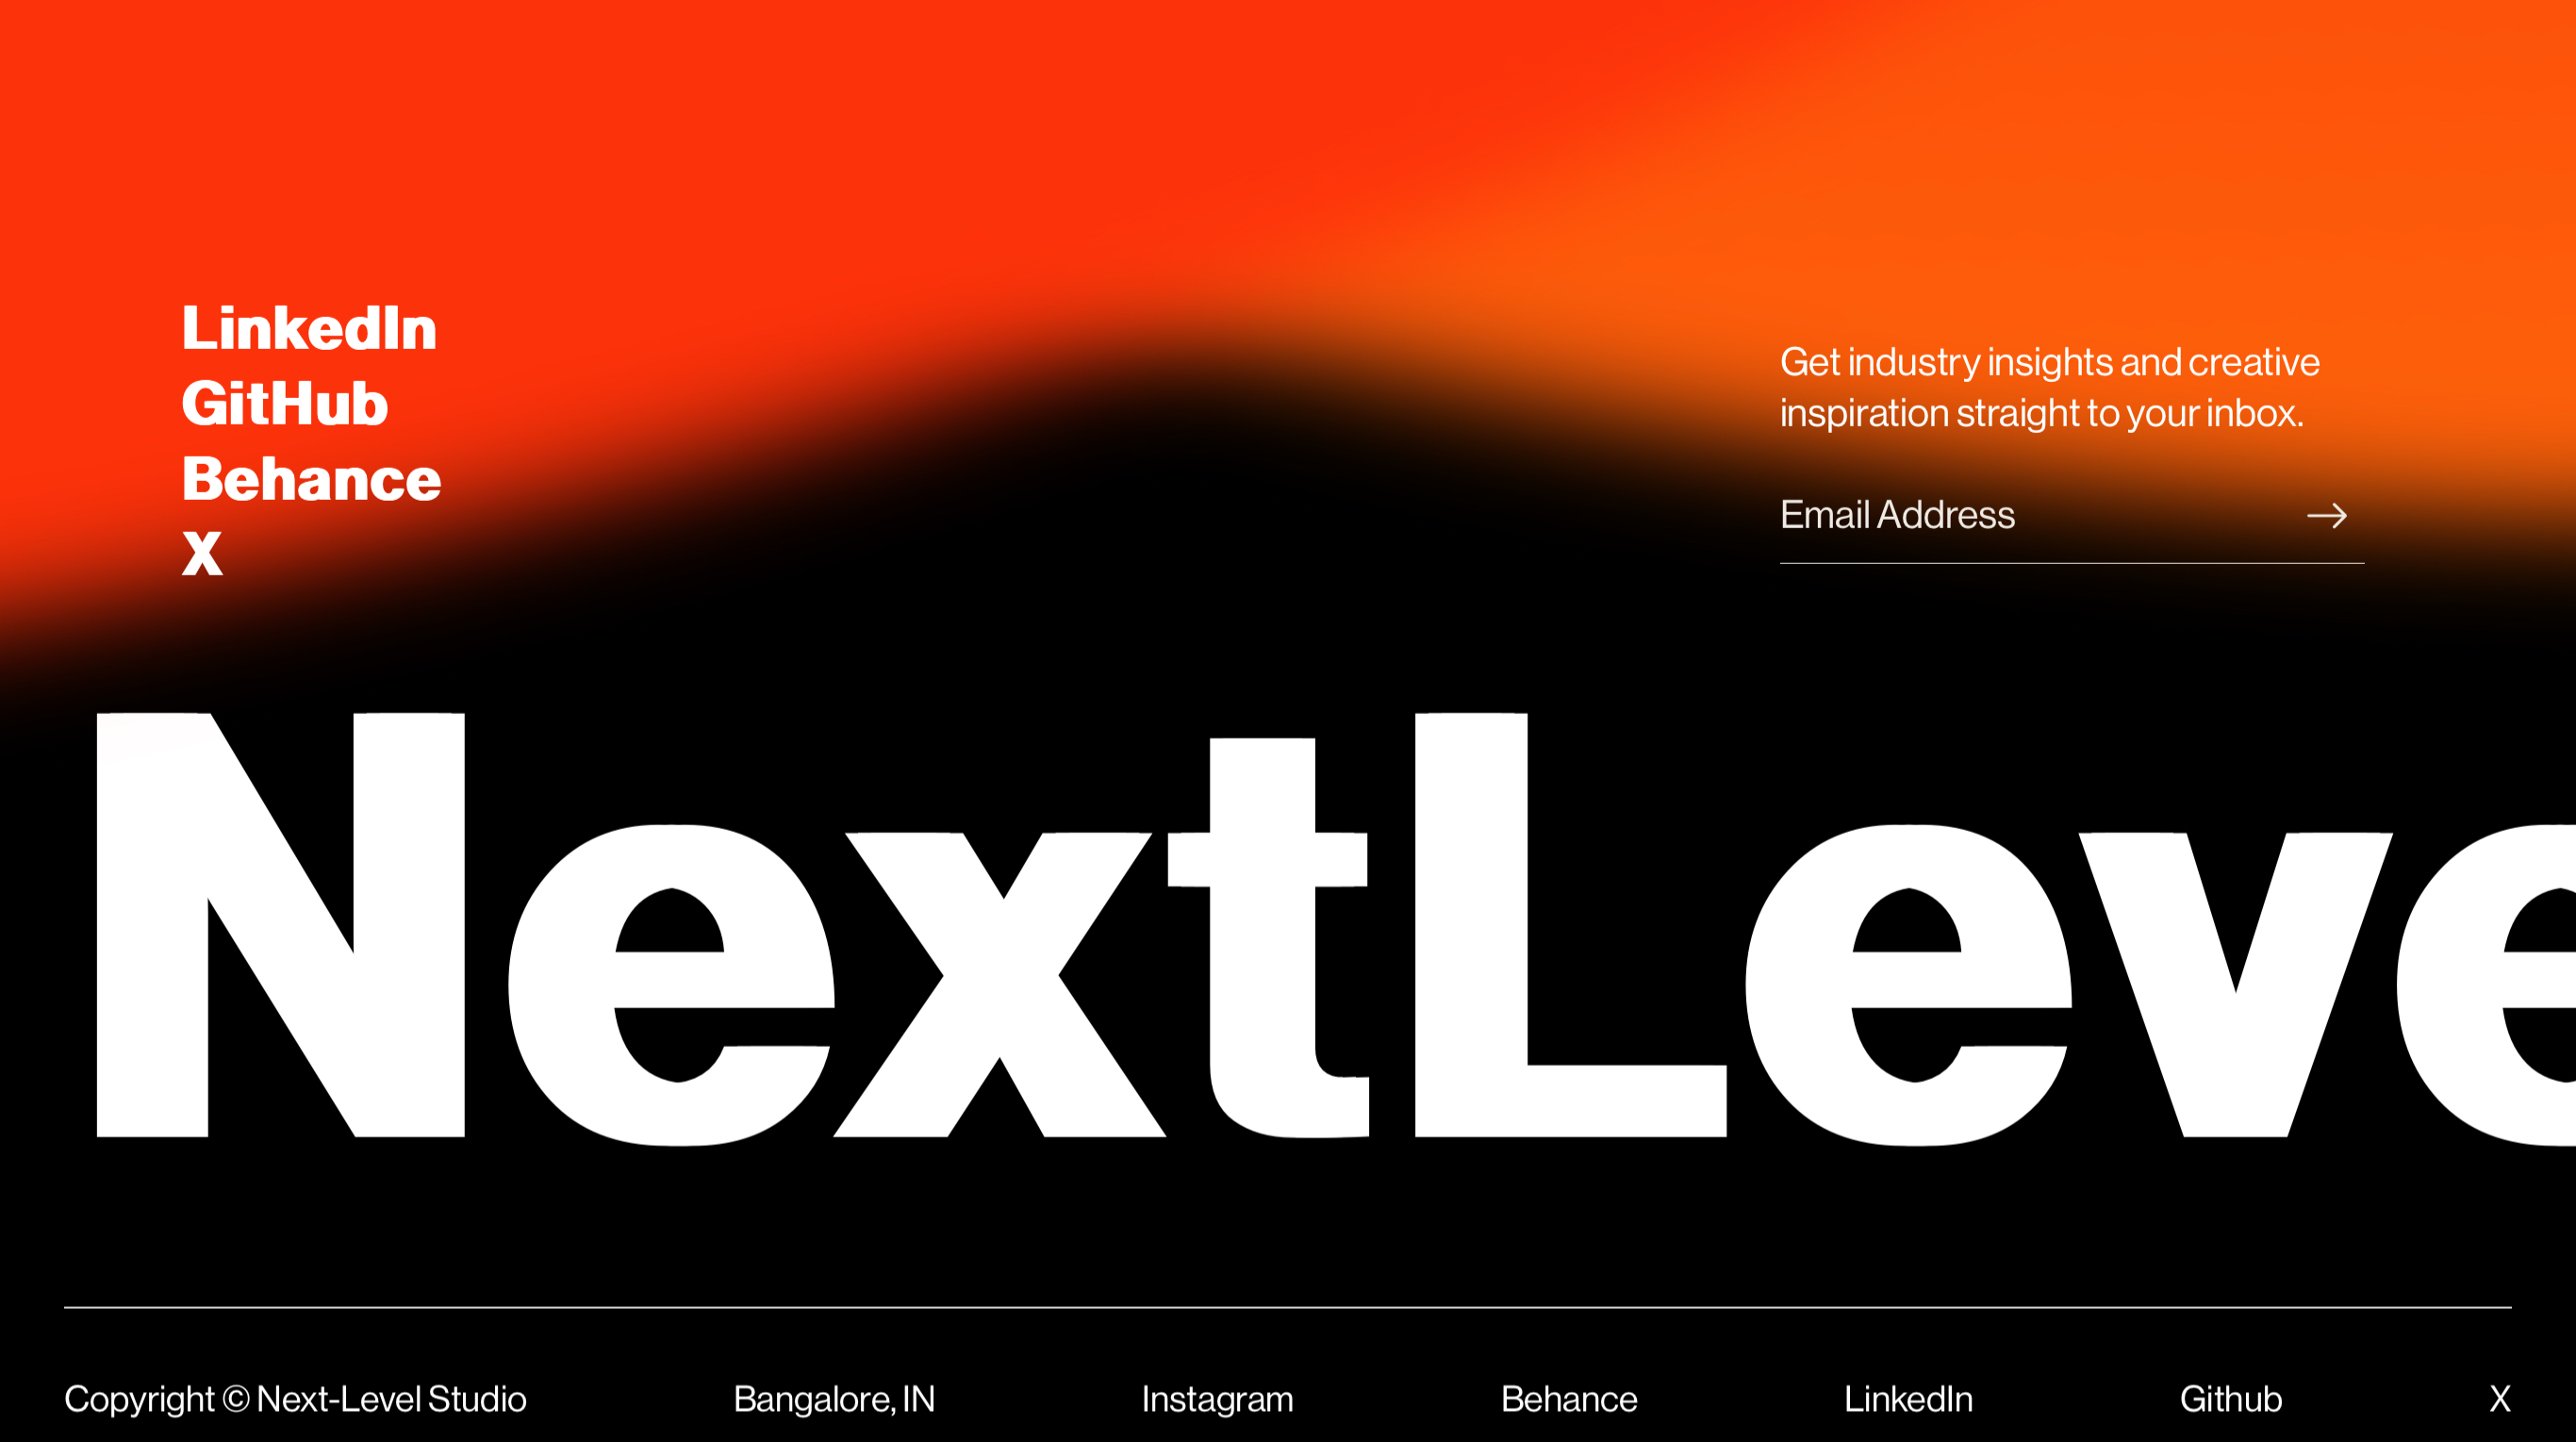 LinkedIn
GitHub
Behance
X
Get industry insights and creative
inspiration straight to your inbox.
Email Address
NextLeve
Copyright © Next-Level Studio
Bangalore, IN
Instagram
Behance
LinkedIn
Github
X